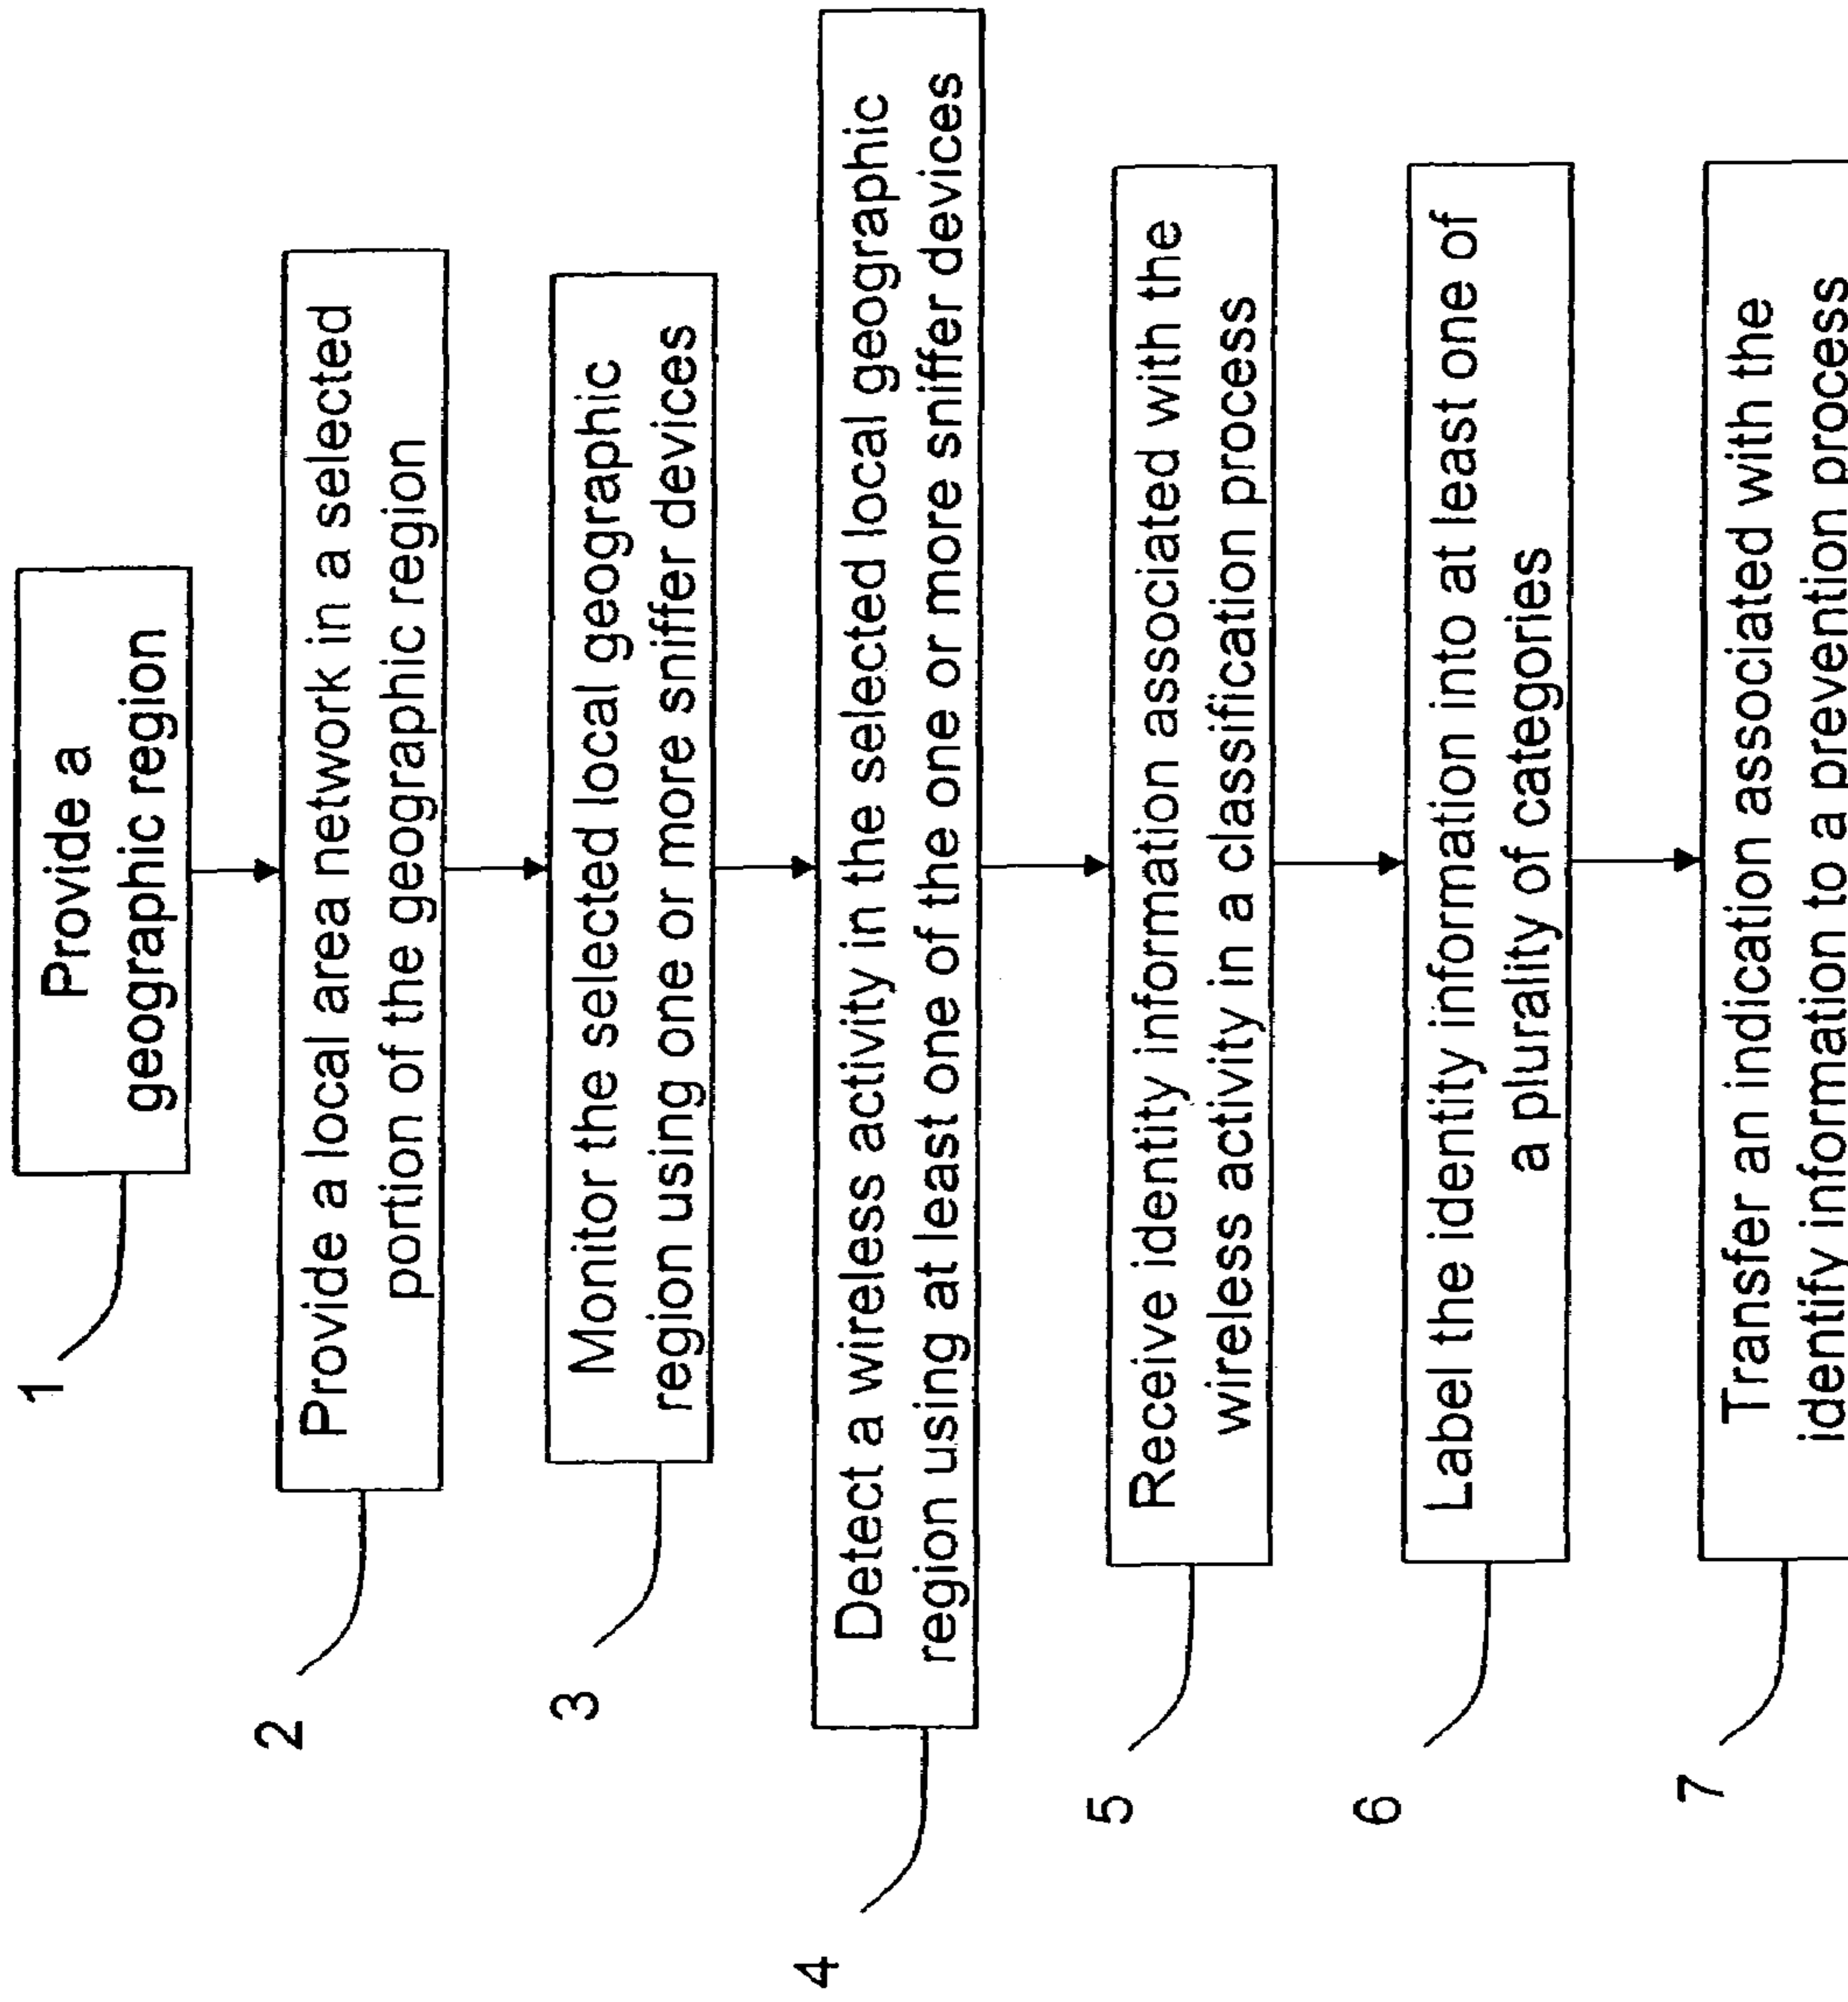 1
Provide a
geographic region
2
Provide a local area network in a selected
portion of the geographic region
3
Monitor the selected local geographic
region using one or more sniffer devices
4
Detect a wireless activity in the selected local geographic
region using at least one of the one or more sniffer devices
5
Receive identity information associated with the
wireless activity in a classification process
6
Label the identity information into at least one of
a plurality of categories
7
Transfer an indication associated with the
identify information to a prevention process